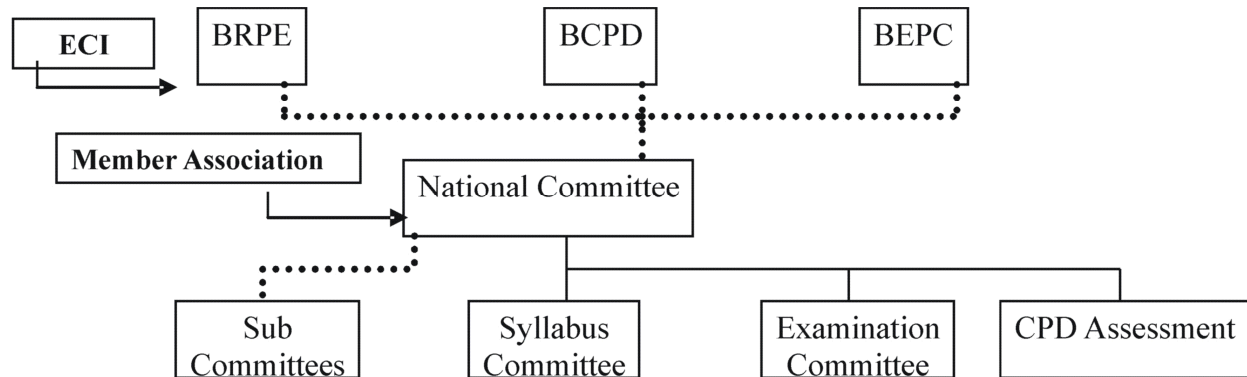 ECI
BRPE
BCPD
BEPC
Member Association
National Committee
Sub
Committees
Syllabus
Committee
Examination
Committee
CPD Assessment